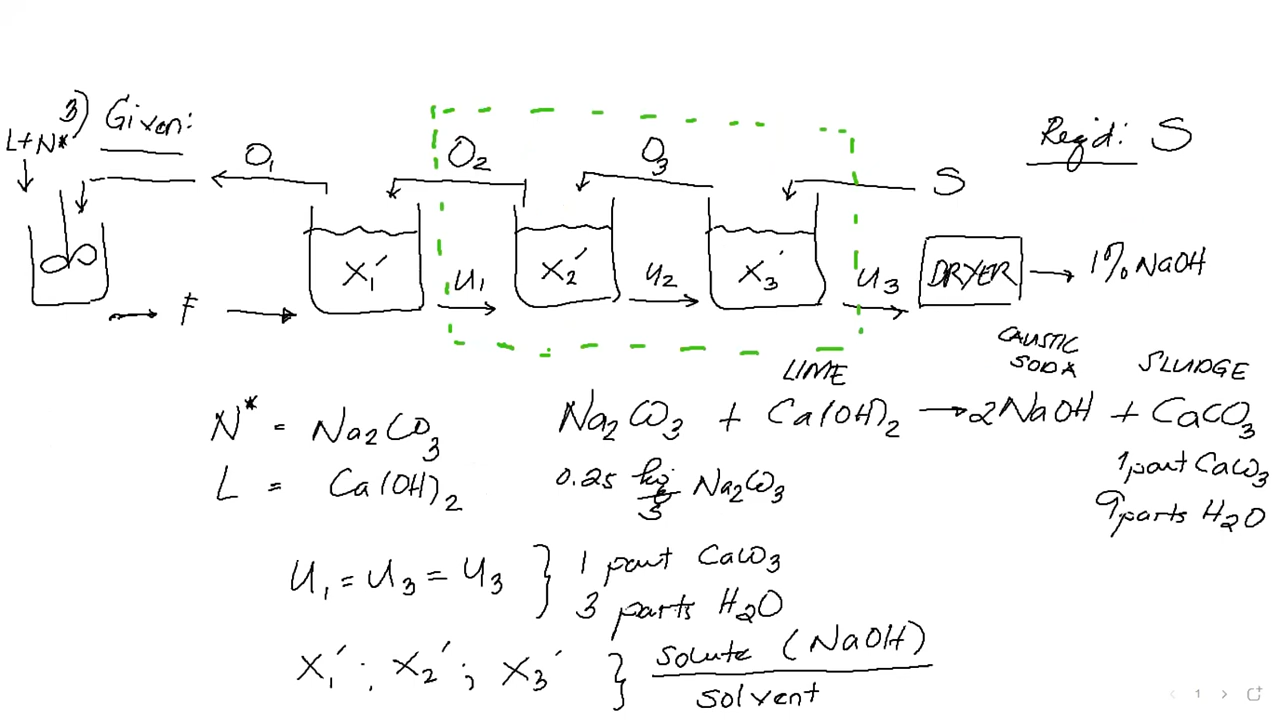 3) Given:
Req'd: S
L+N*
O₁
O₂
O₃
S
X₁′
U₁
X₂′
U₂
X₃′
U₃
DRYER
1% NaOH
F
LIME
CAUSTIC
SODA
SLUDGE
N* = Na₂CO₃
Na₂CO₃ + Ca(OH)₂ → 2NaOH + CaCO₃
L = Ca(OH)₂
0.25 kg/s Na₂CO₃
1 part CaCO₃
9 parts H₂O
U₁ = U₃ = U₃ } 1 part CaCO₃
3 parts H₂O
X₁′ ; X₂′ ; X₃′ } solute (NaOH)
solvent
1